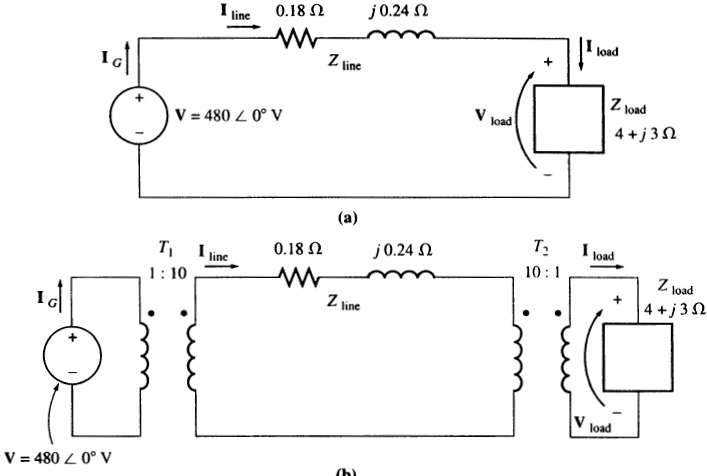 I line 0.18 Ω j 0.24 Ω
I G Z line I load
+
+ V = 480 ∠ 0° V V load Z load
− 4 + j 3 Ω
−
(a)
T1 I line 0.18 Ω j 0.24 Ω T2 I load
1 : 10 10 : 1
I G Z line Z load
+ 4 + j 3 Ω
+
−
− V load
V = 480 ∠ 0° V
(b)